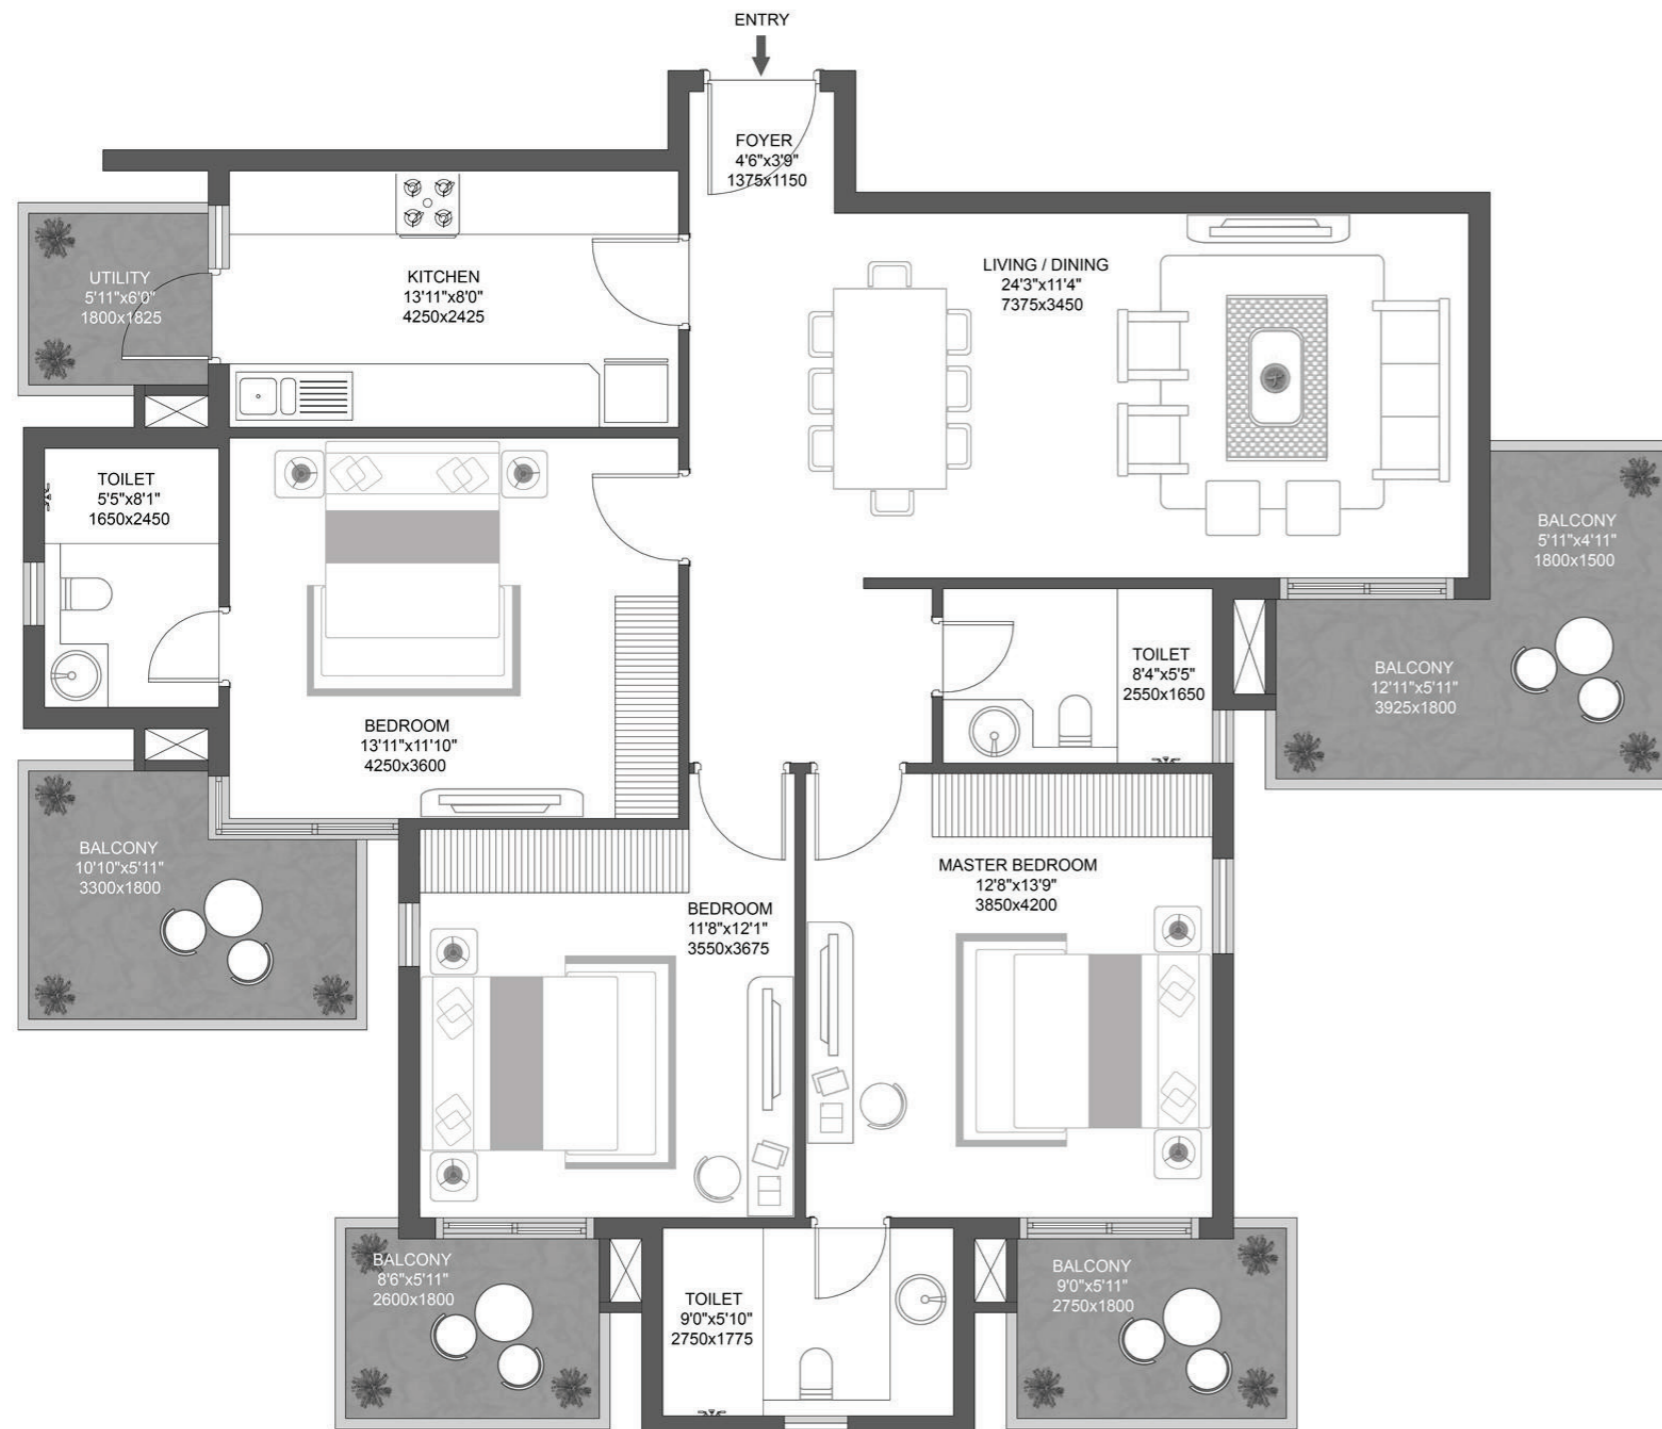 ENTRY
FOYER
4'6"x3'9"
1375x1150
UTILITY
5'11"x6'0"
1800x1825
KITCHEN
13'11"x8'0"
4250x2425
LIVING / DINING
24'3"x11'4"
7375x3450
TOILET
5'5"x8'1"
1650x2450
BALCONY
5'11"x4'11"
1800x1500
BEDROOM
13'11"x11'10"
4250x3600
TOILET
8'4"x5'5"
2550x1650
BALCONY
12'11"x5'11"
3925x1800
BALCONY
10'10"x5'11"
3300x1800
BEDROOM
11'8"x12'1"
3550x3675
MASTER BEDROOM
12'8"x13'9"
3850x4200
BALCONY
8'6"x5'11"
2600x1800
TOILET
9'0"x5'10"
2750x1775
BALCONY
9'0"x5'11"
2750x1800